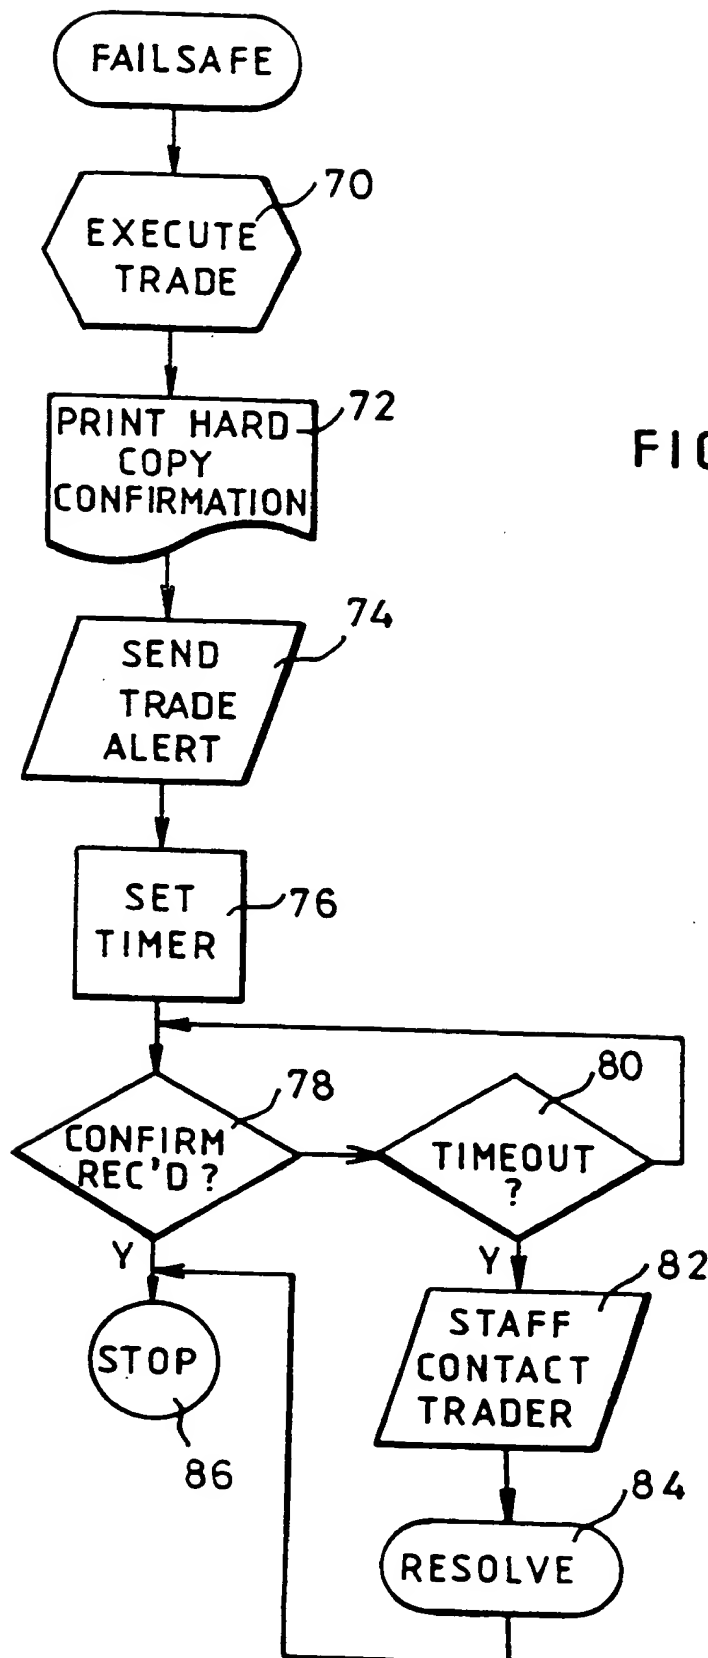 FAILSAFE
70
EXECUTE
TRADE
72
PRINT HARD
COPY
CONFIRMATION
FIG
74
SEND
TRADE
ALERT
SET
TIMER
76
78
CONFIRM
REC'D ?
80
TIMEOUT
?
Y
Y
STOP
86
82
STAFF
CONTACT
TRADER
84
RESOLVE